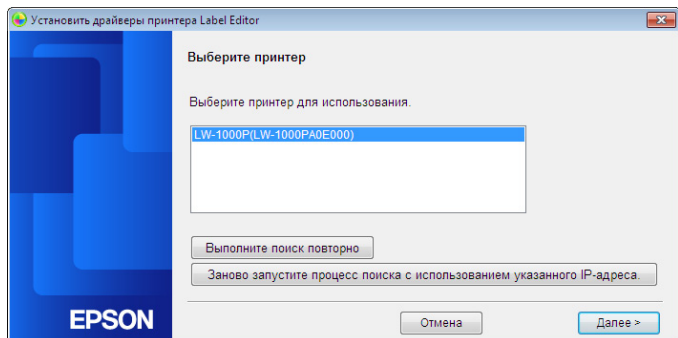 Установить драйверы принтера Label Editor
Выберите принтер
Выберите принтер для использования.
LW-1000P(LW-1000PA0E000)
Выполните поиск повторно
Заново запустите процесс поиска с использованием указанного IP-адреса.
EPSON
Отмена
Далее >